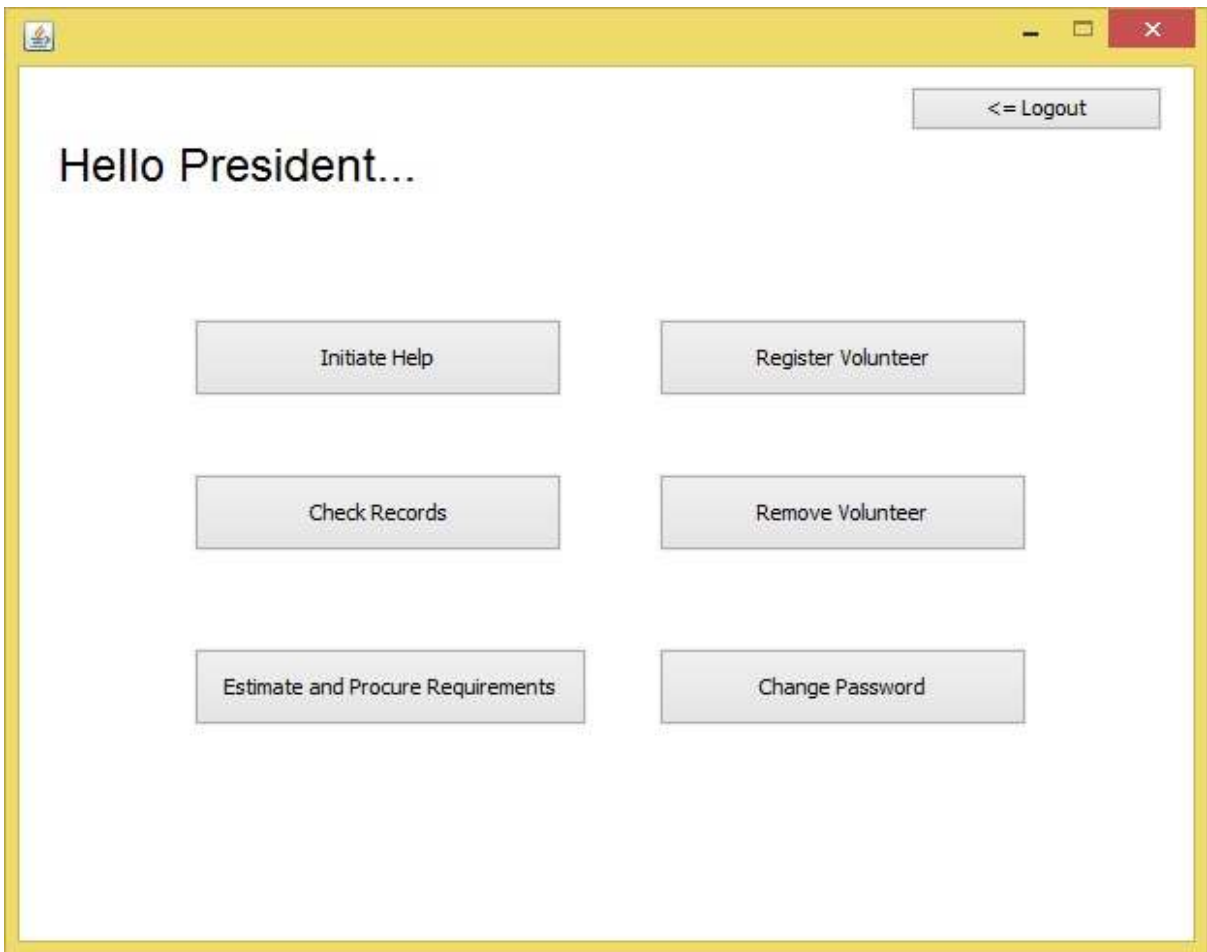 <= Logout
Hello President...
Initiate Help
Register Volunteer
Check Records
Remove Volunteer
Estimate and Procure Requirements
Change Password